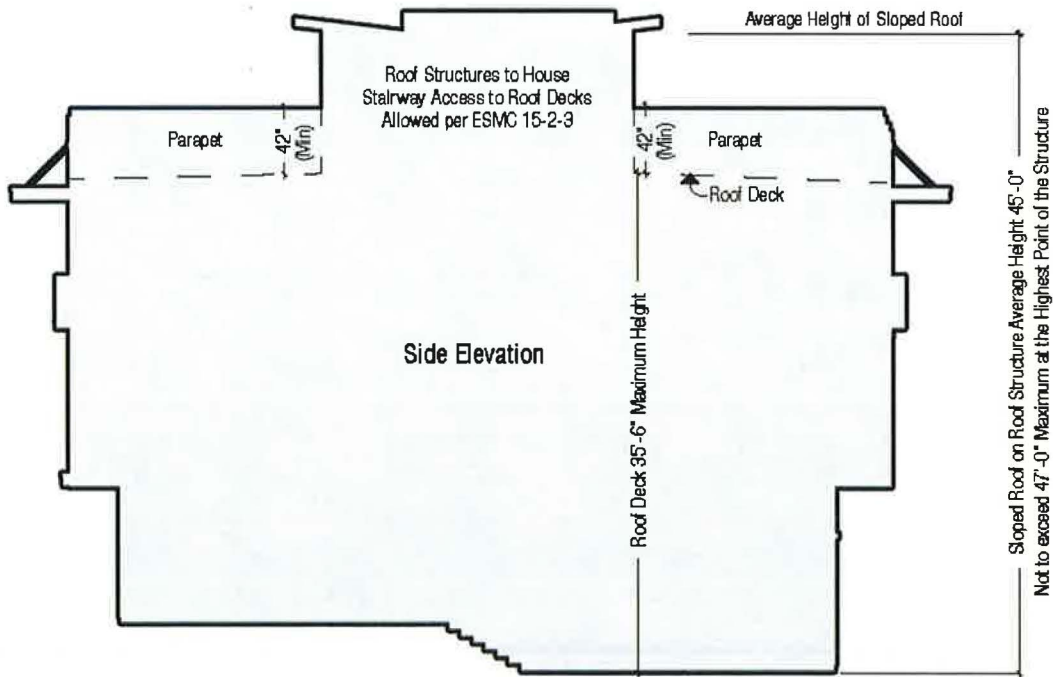 Average Height of Sloped Roof
Roof Structures to House
Stairway Access to Roof Decks
Allowed per ESMC 15-2-3
Parapet
42"
(Min)
42"
(Min)
Parapet
Roof Deck
Side Elevation
Roof Deck 35'-6" Maximum Height
Sloped Roof on Roof Structure Average Height 45'-0"
Not to exceed 47'-0" Maximum at the Highest Point of the Structure